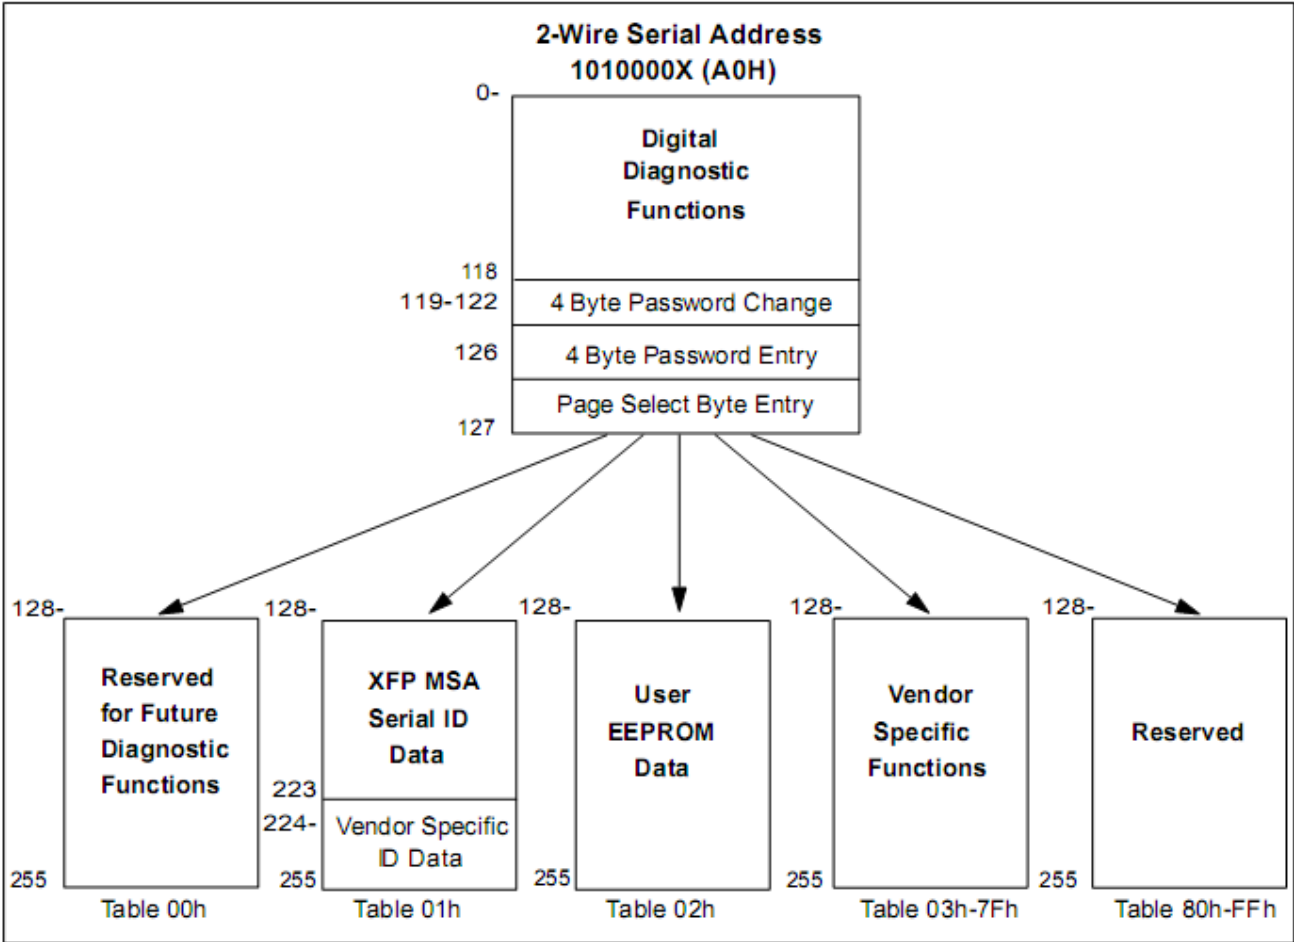 2-Wire Serial Address
1010000X (A0H)
0-
Digital
Diagnostic
Functions
118
119-122
4 Byte Password Change
126
4 Byte Password Entry
Page Select Byte Entry
127
128-
128-
128-
128-
128-
Reserved
for Future
Diagnostic
Functions
XFP MSA
Serial ID
Data
User
EEPROM
Data
Vendor
Specific
Functions
Reserved
223
224-
Vendor Specific
ID Data
255
255
255
255
255
Table 00h
Table 01h
Table 02h
Table 03h-7Fh
Table 80h-FFh